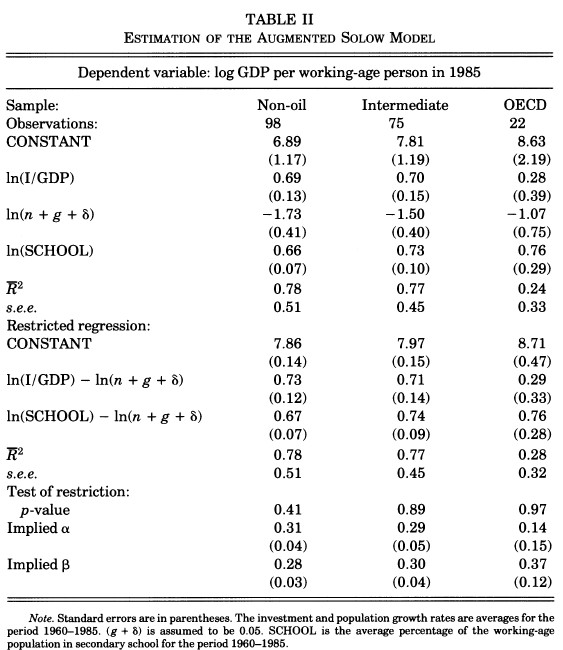 TABLE II
ESTIMATION OF THE AUGMENTED SOLOW MODEL
Dependent variable: log GDP per working-age person in 1985
Sample: Non-oil Intermediate OECD
Observations: 98 75 22
CONSTANT 6.89 7.81 8.63
(1.17) (1.19) (2.19)
ln(I/GDP) 0.69 0.70 0.28
(0.13) (0.15) (0.39)
ln(n + g + δ) −1.73 −1.50 −1.07
(0.41) (0.40) (0.75)
ln(SCHOOL) 0.66 0.73 0.76
(0.07) (0.10) (0.29)
R̅² 0.78 0.77 0.24
s.e.e. 0.51 0.45 0.33
Restricted regression:
CONSTANT 7.86 7.97 8.71
(0.14) (0.15) (0.47)
ln(I/GDP) − ln(n + g + δ) 0.73 0.71 0.29
(0.12) (0.14) (0.33)
ln(SCHOOL) − ln(n + g + δ) 0.67 0.74 0.76
(0.07) (0.09) (0.28)
R̅² 0.78 0.77 0.28
s.e.e. 0.51 0.45 0.32
Test of restriction:
p-value 0.41 0.89 0.97
Implied α 0.31 0.29 0.14
(0.04) (0.05) (0.15)
Implied β 0.28 0.30 0.37
(0.03) (0.04) (0.12)
Note. Standard errors are in parentheses. The investment and population growth rates are averages for the
period 1960–1985. (g + δ) is assumed to be 0.05. SCHOOL is the average percentage of the working-age
population in secondary school for the period 1960–1985.